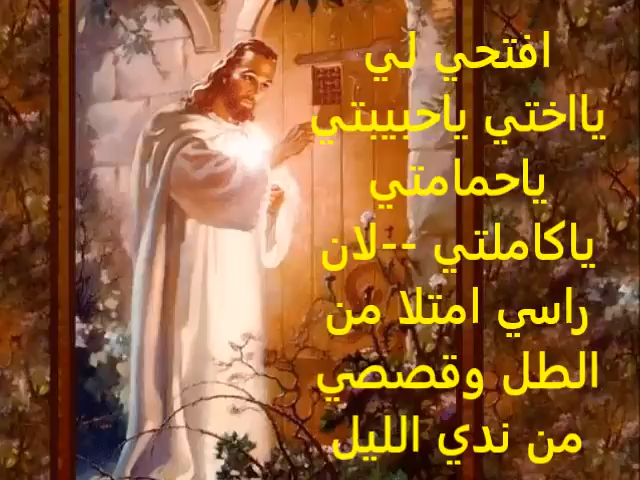 افتحي لي
يااختي ياحبيبتي
ياحمامتي
ياكاملتي --لان
راسي امتلا من
الطل وقصصي
من ندي الليل